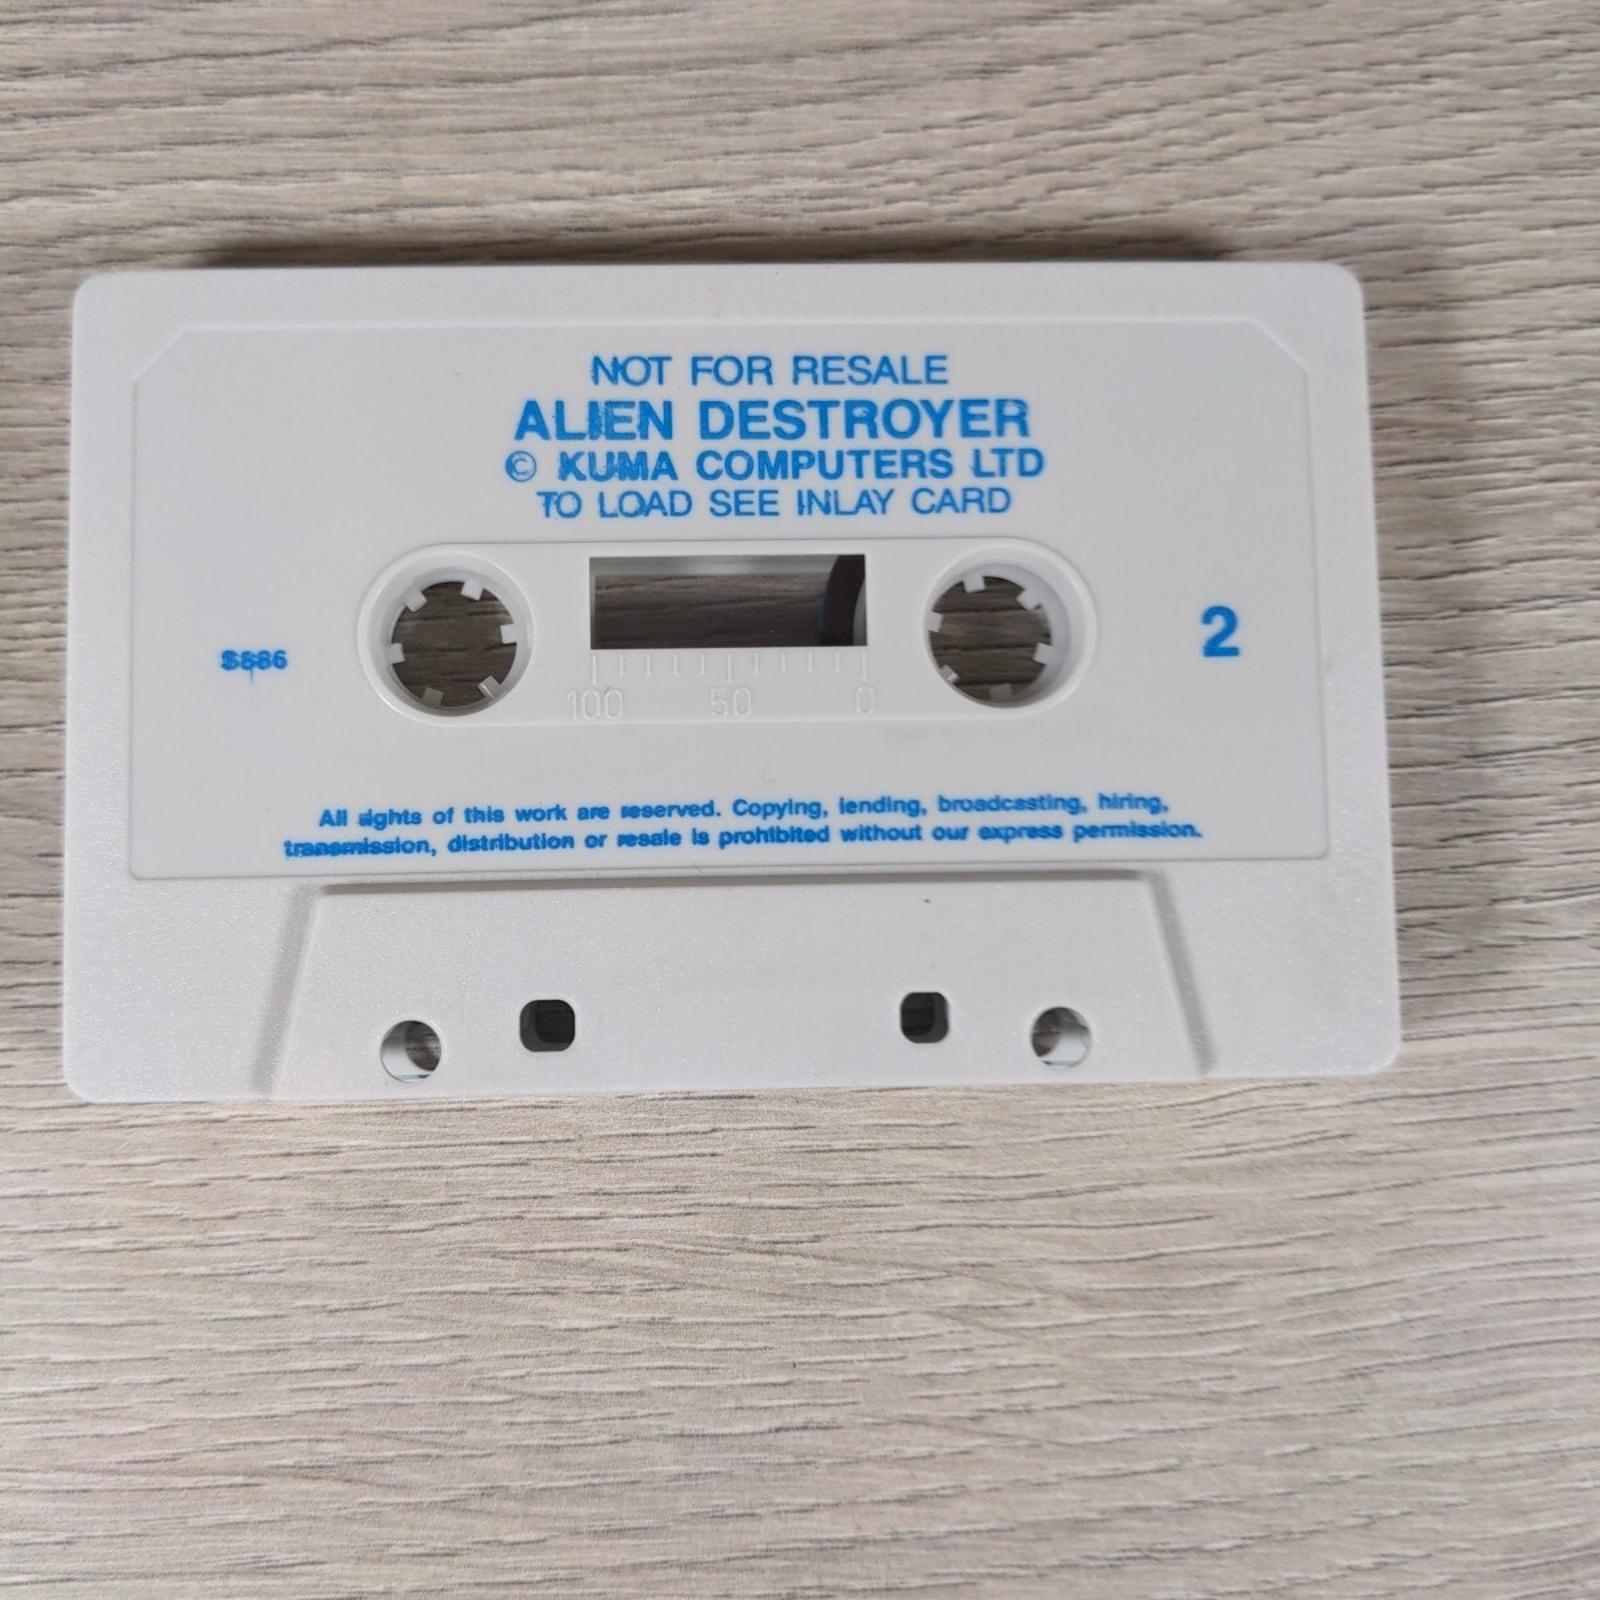 NOT FOR RESALE
ALIEN DESTROYER
© KUMA COMPUTERS LTD
TO LOAD SEE INLAY CARD
2
100 50 0
All rights of this work are reserved. Copying, lending, broadcasting, hiring,
transmission, distribution or resale is prohibited without our express permission.